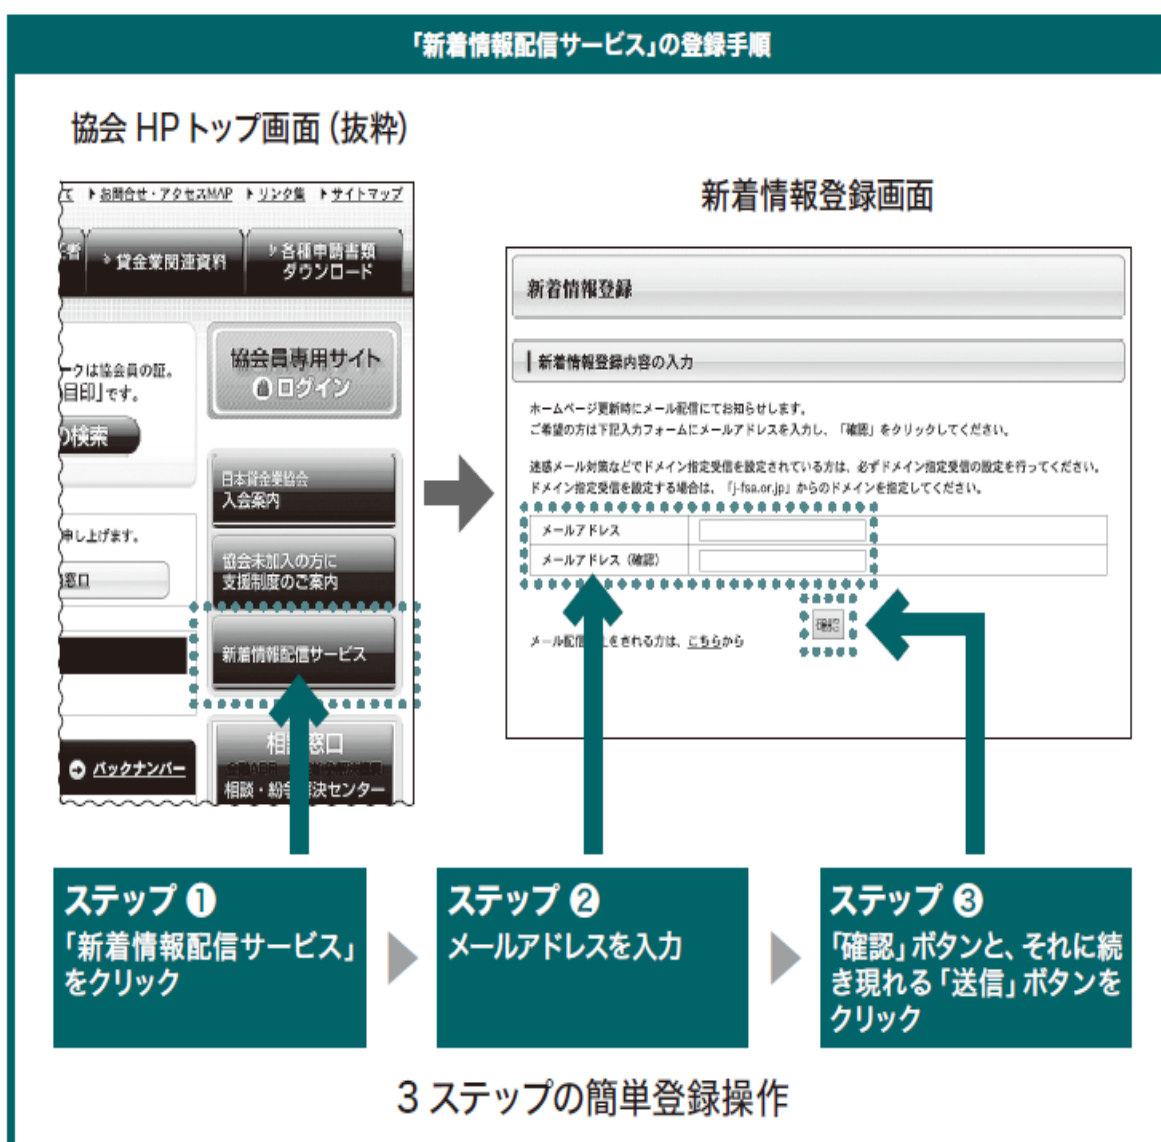 「新着情報配信サービス」の登録手順
協会 HP トップ画面 (抜粋)
お問合せ・アクセスMAP リンク集 サイトマップ
者 貸金業関連資料 各種申請書類
ダウンロード
協会員専用サイト
ログイン
ークは協会員の証。
目印」です。
の検索
日本貸金業協会
入会案内
申し上げます。
協会未加入の方に
支援制度のご案内
窓口
新着情報配信サービス
バックナンバー
相 窓口
相談・紛争 決センター
新着情報登録画面
新着情報登録
新着情報登録内容の入力
ホームページ更新時にメール配信にてお知らせします。
ご希望の方は下記入力フォームにメールアドレスを入力し、「確認」をクリックしてください。
迷惑メール対策などでドメイン指定受信を設定されている方は、必ずドメイン指定受信の設定を行ってください。
ドメイン指定受信を設定する場合は、「j-fsa.or.jp」からのドメインを指定してください。
メールアドレス
メールアドレス（確認）
確認
メール配信 をされる方は、こちらから
ステップ ❶
「新着情報配信サービス」
をクリック
ステップ ❷
メールアドレスを入力
ステップ ❸
「確認」ボタンと、それに続
き現れる「送信」ボタンを
クリック
3 ステップの簡単登録操作